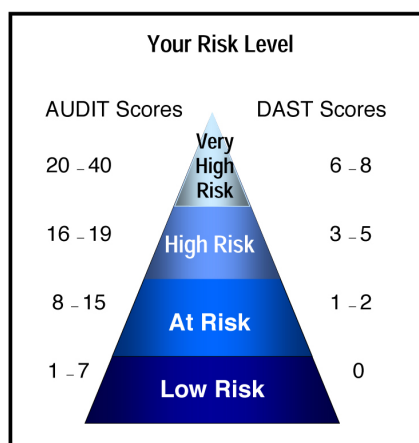 Your Risk Level
AUDIT Scores DAST Scores
20 – 40 Very High Risk 6 – 8
16 – 19 High Risk 3 – 5
8 – 15 At Risk 1 – 2
1 – 7 Low Risk 0